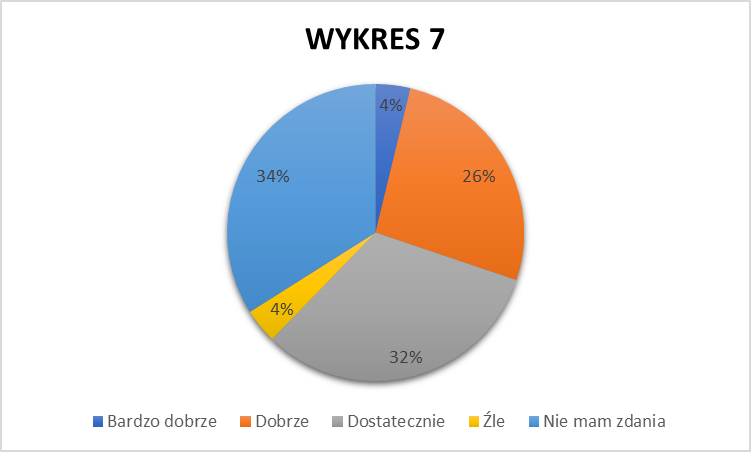 WYKRES 7
4%
26%
34%
4%
32%
Bardzo dobrze Dobrze Dostatecznie Źle Nie mam zdania